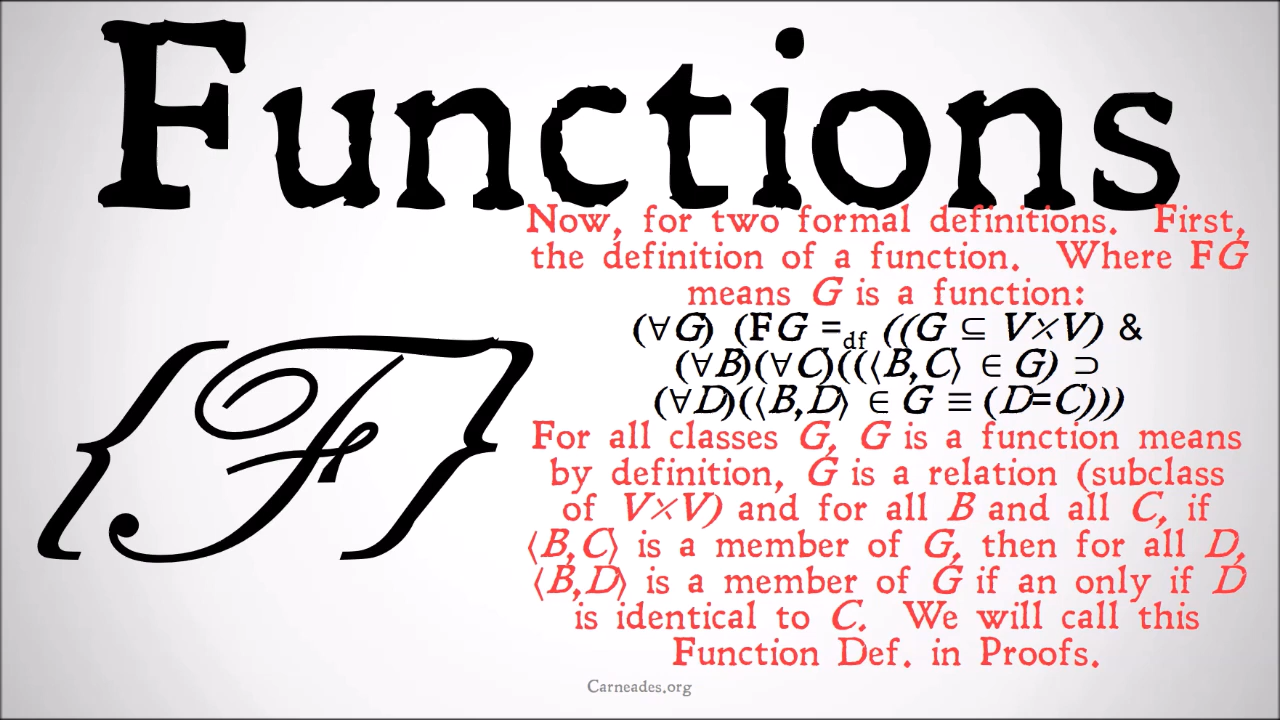 Functions
Now, for two formal definitions. First,
the definition of a function. Where FG
means G is a function:
(∀G) (FG =df ((G ⊆ V×V) &
(∀B)(∀C)((⟨B,C⟩ ∈ G) ⊃
(∀D)(⟨B,D⟩ ∈ G ≡ (D=C)))
{F}
For all classes G, G is a function means
by definition, G is a relation (subclass
of V×V) and for all B and all C, if
⟨B,C⟩ is a member of G, then for all D,
⟨B,D⟩ is a member of G if an only if D
is identical to C. We will call this
Function Def. in Proofs.
Carneades.org